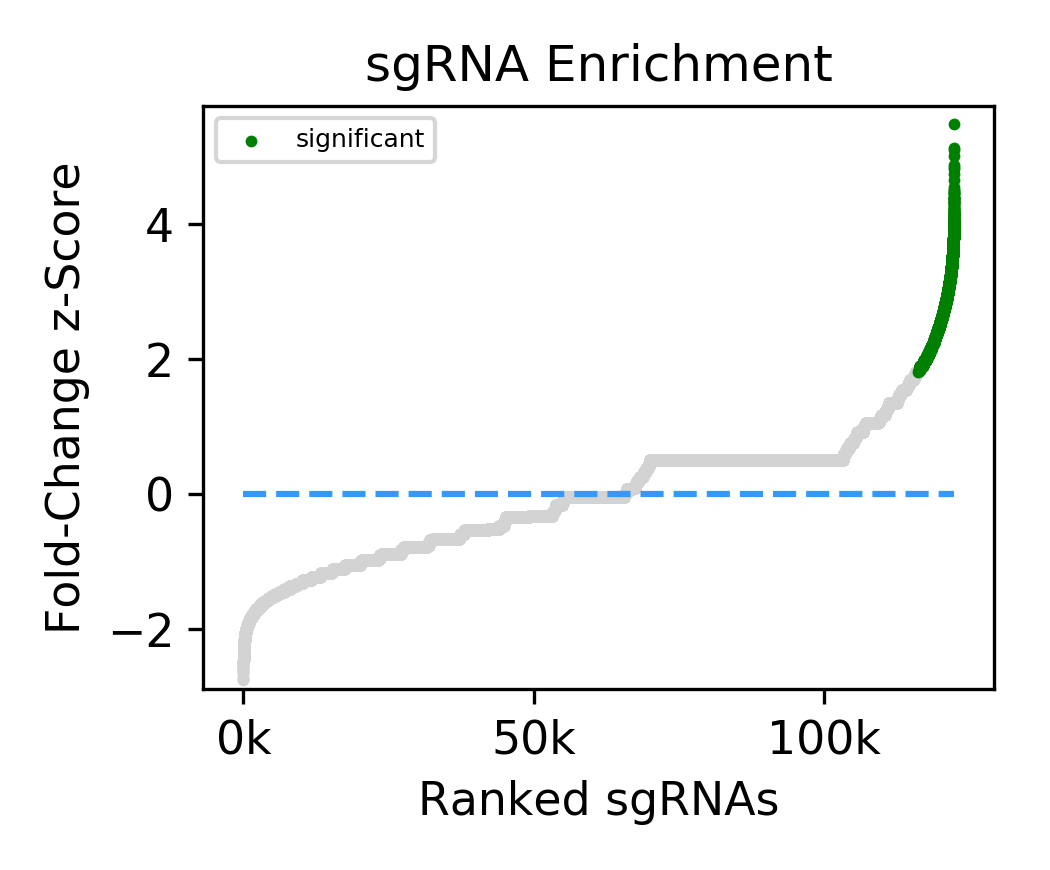 sgRNA Enrichment
significant
Fold-Change z-Score
4
2
0
−2
0k
50k
100k
Ranked sgRNAs